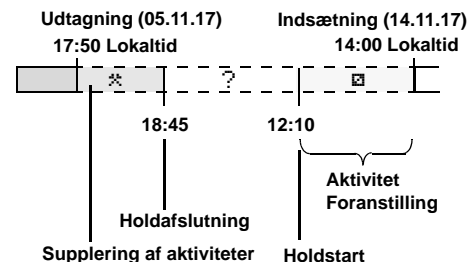 Udtagning (05.11.17)
Indsætning (14.11.17)
17:50 Lokaltid
14:00 Lokaltid
?
18:45
12:10
Aktivitet
Foranstilling
Holdafslutning
Supplering af aktiviteter
Holdstart